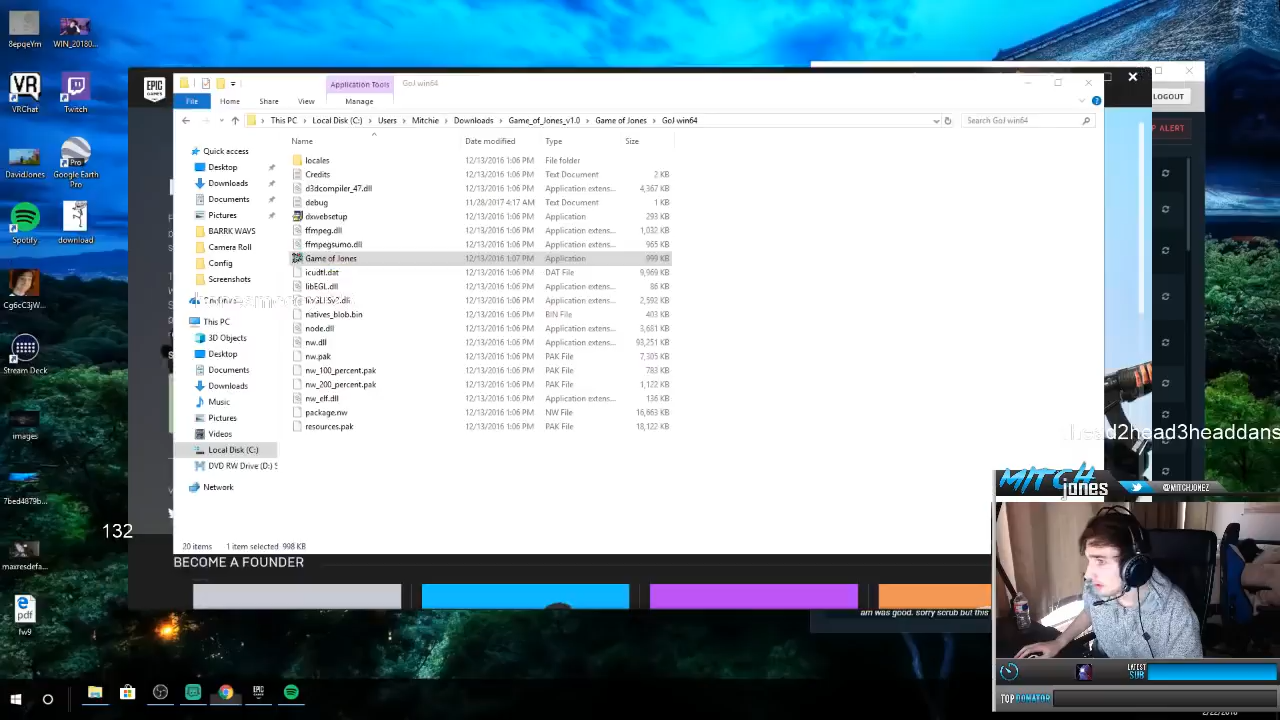 8epqeYm
WIN_20180...
VRChat
Twitch
DavidJones
Google Earth
Pro
Spotify
download
Cg6cC3jW...
Stream Deck
images
7bed4879b...
maxresdefa...
fw9
132
EPIC
GAMES
Application Tools
GoJ win64
File
Home
Share
View
Manage
This PC
Local Disk (C:)
Users
Mitchie
Downloads
Game_of_Jones_v1.0
Game of Jones
GoJ win64
Search GoJ win64
Quick access
Desktop
Downloads
Documents
Pictures
BARRK WAVS
Camera Roll
Config
Screenshots
This PC
3D Objects
Desktop
Documents
Downloads
Music
Pictures
Videos
Local Disk (C:)
DVD RW Drive (D:) S
Network
Name Date modified Type Size
locales 12/13/2016 1:06 PM File folder
Credits 12/13/2016 1:06 PM Text Document 2 KB
d3dcompiler_47.dll 12/13/2016 1:06 PM Application extens... 4,367 KB
debug 11/28/2017 4:17 AM Text Document 1 KB
dxwebsetup 12/13/2016 1:06 PM Application 293 KB
ffmpeg.dll 12/13/2016 1:06 PM Application extens... 1,032 KB
ffmpegsumo.dll 12/13/2016 1:06 PM Application extens... 965 KB
Game of Jones 12/13/2016 1:07 PM Application 999 KB
icudtl.dat 12/13/2016 1:06 PM DAT File 9,969 KB
libEGL.dll 12/13/2016 1:06 PM Application extens... 86 KB
libGLESv2.dll 12/13/2016 1:06 PM Application extens... 2,592 KB
natives_blob.bin 12/13/2016 1:06 PM BIN File 403 KB
node.dll 12/13/2016 1:06 PM Application extens... 3,681 KB
nw.dll 12/13/2016 1:06 PM Application extens... 93,251 KB
nw.pak 12/13/2016 1:06 PM PAK File 7,305 KB
nw_100_percent.pak 12/13/2016 1:06 PM PAK File 783 KB
nw_200_percent.pak 12/13/2016 1:06 PM PAK File 1,122 KB
nw_elf.dll 12/13/2016 1:06 PM Application extens... 136 KB
package.nw 12/13/2016 1:06 PM NW File 16,663 KB
resources.pak 12/13/2016 1:06 PM PAK File 18,122 KB
20 items 1 item selected 998 KB
BECOME A FOUNDER
LOGOUT
P ALERT
head2head3headdans
MITCH
jones
@MITCHJONEZ
am was good. sorry scrub but this
LATEST
SUB
TOP DONATOR